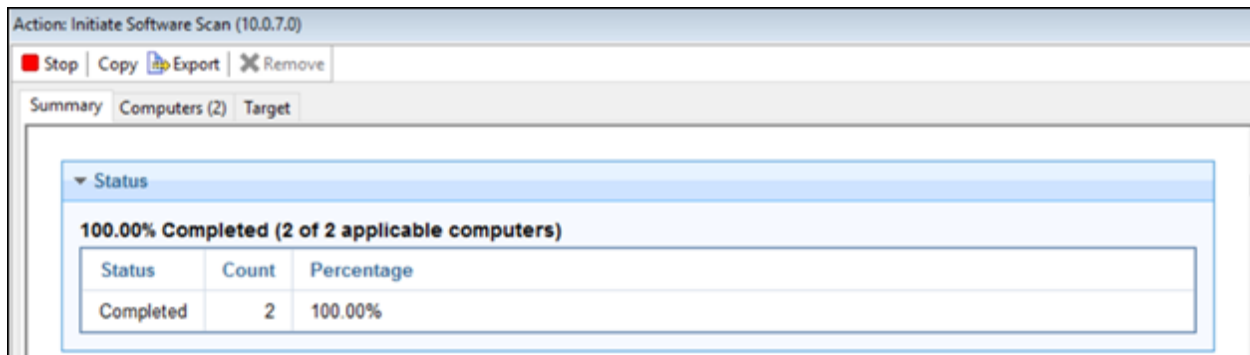 Action: Initiate Software Scan (10.0.7.0)
Stop Copy Export Remove
Summary Computers (2) Target
Status
100.00% Completed (2 of 2 applicable computers)
Status Count Percentage
Completed 2 100.00%